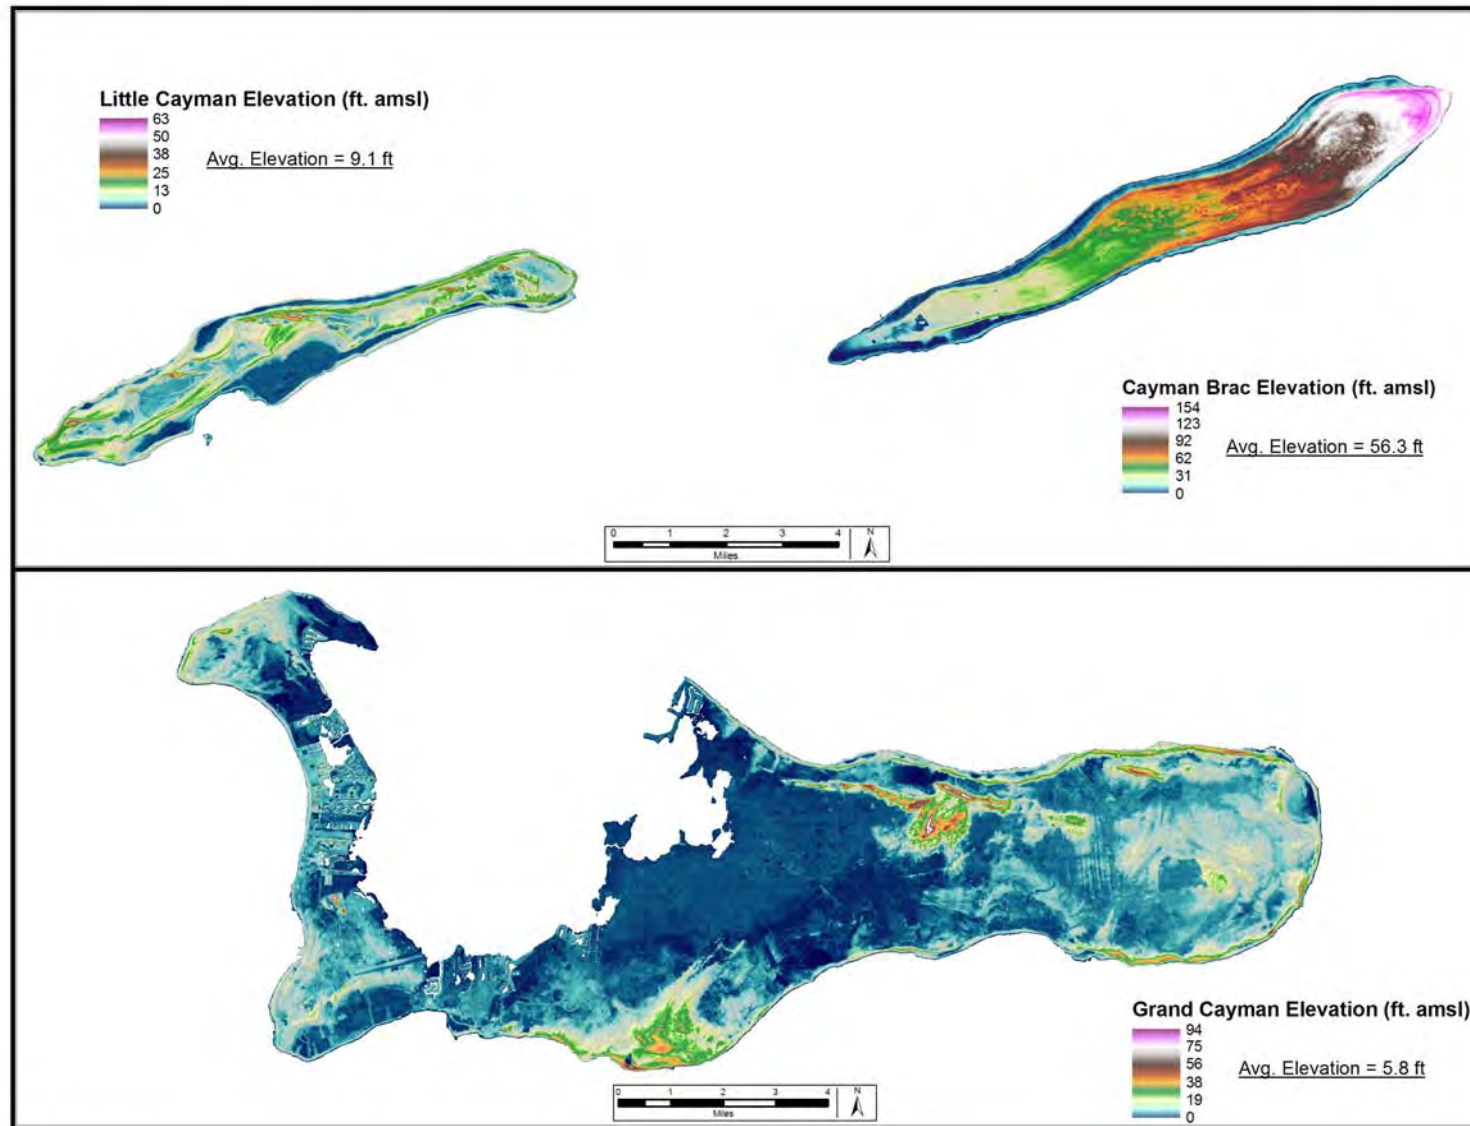 Little Cayman Elevation (ft. amsl)
63
50
38
25
13
0
Avg. Elevation = 9.1 ft
Cayman Brac Elevation (ft. amsl)
154
123
92
62
31
0
Avg. Elevation = 56.3 ft
0 1 2 3 4
Miles
N
Grand Cayman Elevation (ft. amsl)
94
75
56
38
19
0
Avg. Elevation = 5.8 ft
0 1 2 3 4
Miles
N